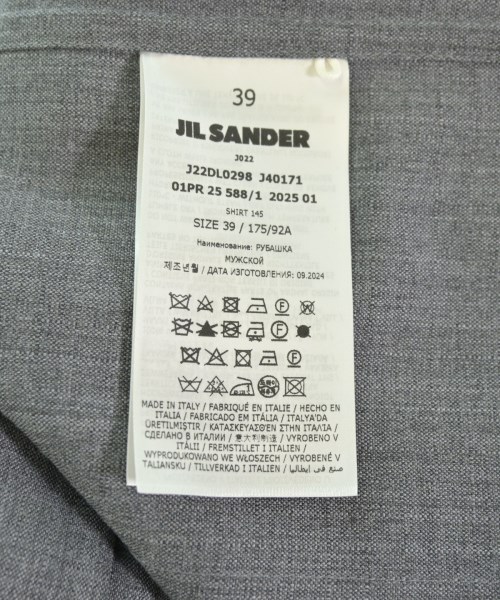 39
JIL SANDER
J022
J22DL0298 J40171
01PR 25 588/1 2025 01
SHIRT 145
SIZE 39 / 175/92A
Наименование: РУБАШКА
МУЖСКОЙ
제조년월 / ДАТА ИЗГОТОВЛЕНИЯ: 09.2024
MADE IN ITALY / FABRIQUÉ EN ITALIE / HECHO EN
ITALIA / FABRICADO EM ITÁLIA / ITALYA'DA
ÜRETILMIŞTIR / ΚΑΤΑΣΚΕΥΑΣΘΕΝ ΣΤΗΝ ΙΤΑΛΙΑ /
СДЕЛАНО В ИТАЛИИ / 意大利制造 / VYROBENO V
ITÁLII / FREMSTILLET I ITALIEN /
WYPRODUKOWANO WE WŁOSZECH / VYROBENÉ V
TALIANSKU / TILLVERKAD I ITALIEN / صنع في إيطاليا